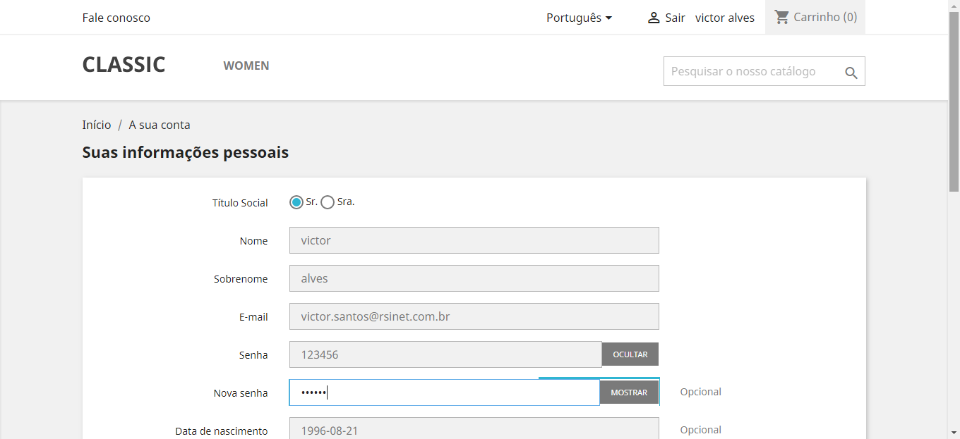 Fale conosco
Português
Sair victor alves
Carrinho (0)
CLASSIC
WOMEN
Pesquisar o nosso catálogo
Início / A sua conta
Suas informações pessoais
Título Social Sr. Sra.
Nome victor
Sobrenome alves
E-mail victor.santos@rsinet.com.br
Senha 123456 OCULTAR
Nova senha •••••• MOSTRAR Opcional
Data de nascimento 1996-08-21 Opcional